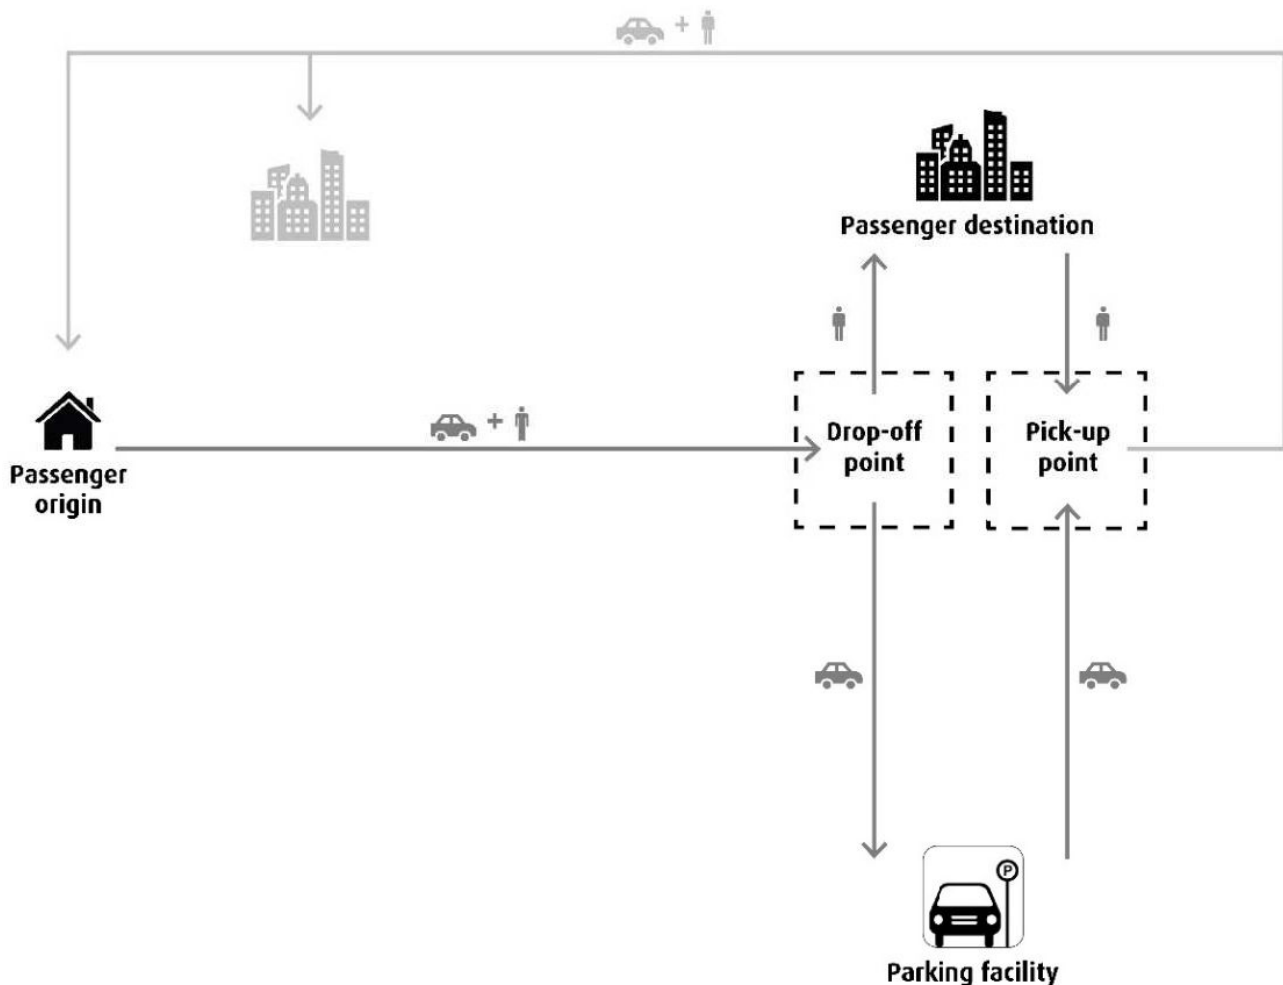 Passenger destination
Drop-off
point
Pick-up
point
Passenger
origin
P
Parking facility